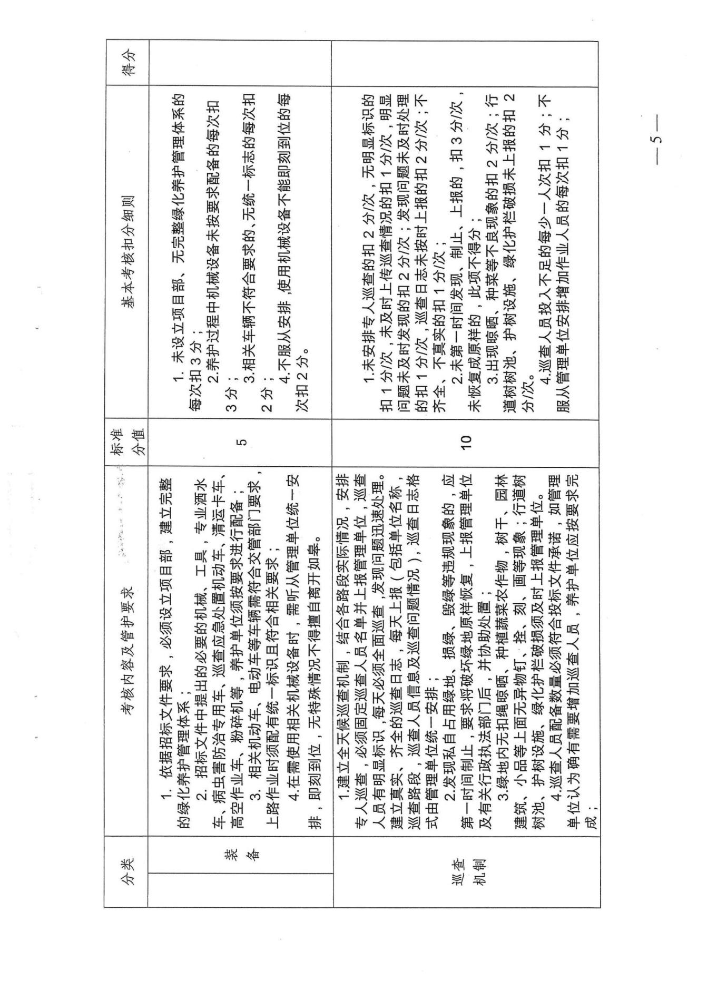 分类
考核内容及管护要求
标准
分值
基本考核扣分细则
得分
装
备
1. 依据招标文件要求，必须设立项目部，建立完整
的绿化养护管理体系；
2. 招标文件中提出的必要的机械、工具，专业洒水
车、病虫害防治专用车、巡查应急处置机动车、清运卡车、
高空作业车、粉碎机等，养护单位须按要求进行配备；
3. 相关机动车、电动车等车辆需符合交管部门要求，
上路作业时须配有统一标识且符合相关要求；
4.在需使用相关机械设备时，需听从管理单位统一安
排，即刻到位，无特殊情况不得擅自离开如皋。
5
1. 未设立项目部、无完整绿化养护管理体系的
每次扣3分；
2.养护过程中机械设备未按要求配备的每次扣
3分；
3.相关车辆不符合要求的、无统一标志的每次扣
2分；
4.不服从安排,使用机械设备不能即刻到位的每
次扣2分。
巡查
机制
1.建立全天候巡查机制，结合各路段实际情况，安排
专人巡查，必须固定巡查人员名单并上报管理单位，巡查
人员有明显标识，每天必须全面巡查，发现问题迅速处理。
建立真实、齐全的巡查日志，每天上报（包括单位名称，
巡查路段，巡查人员信息及巡查问题情况），巡查日志格
式由管理单位统一安排；
2.发现私自占用绿地、损绿、毁绿等违规现象的，应
第一时间制止，要求将破坏绿地原样恢复，上报管理单位
及有关行政执法部门后，并协助处置；
3.绿地内无扣绳晾晒、种植蔬菜农作物，树干、园林
建筑、小品等上面无异物钉、拴、刻、画等现象；行道树
树池、护树设施、绿化护栏破损须及时上报管理单位。
4.巡查人员配备数量必须符合投标文件承诺，如管理
单位认为确有需要增加巡查人员，养护单位应按要求完
成；
10
1.未安排专人巡查的扣2分/次，无明显标识的
扣1分/次，未及时上传巡查情况的扣1分/次，明显
问题未及时发现的扣2分/次；发现问题未及时处理
的扣1分/次，巡查日志未按时上报的扣2分/次；不
齐全、不真实的扣1分/次；
2.未第一时间发现、制止、上报的，扣3分/次，
未恢复成原样的，此项不得分；
3.出现晾晒、种菜等不良现象的扣2分/次；行
道树树池、护树设施、绿化护栏破损未上报的扣2
分/次。
4.巡查人员投入不足的每少一人次扣1分；不
服从管理单位安排增加作业人员的每次扣1分；
—5—